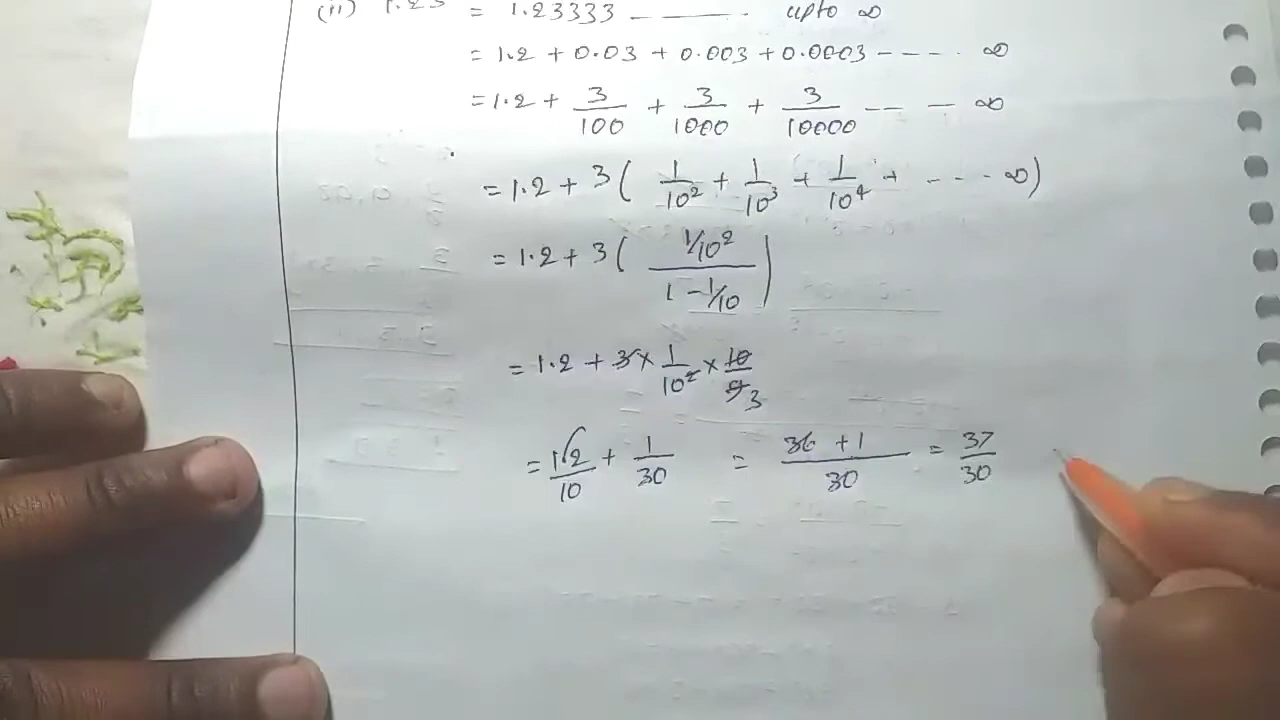 (ii) 1.23 = 1.23333 ——— upto ∞
= 1.2 + 0.03 + 0.003 + 0.0003 ---- ∞
= 1.2 + 3/100 + 3/1000 + 3/10000 --- ∞
= 1.2 + 3 ( 1/10² + 1/10³ + 1/10⁴ + --- ∞)
= 1.2 + 3 ( (1/10²) / (1 - 1/10) )
= 1.2 + 3 × 1/10² × 10/9 3
= 12/10 + 1/30 = (36 + 1)/30 = 37/30